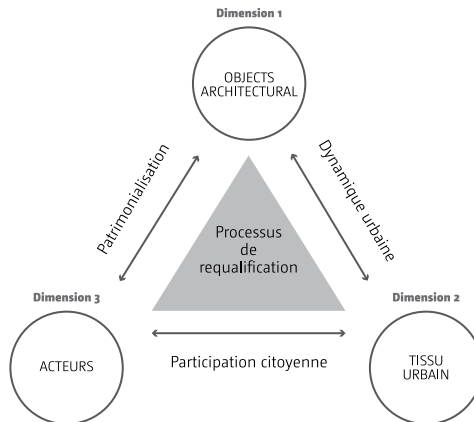 Dimension 1
OBJECTS
ARCHITECTURAL
Patrimonialisation
Dynamique urbaine
Processus
de
requalification
Dimension 3
Dimension 2
ACTEURS
Participation citoyenne
TISSU
URBAIN